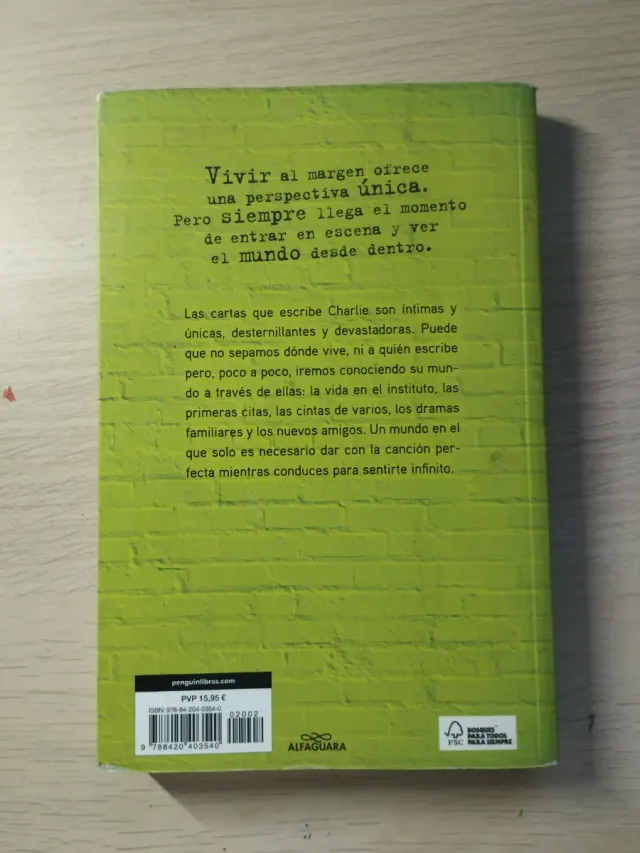 Vivir al margen ofrece
una perspectiva única.
Pero siempre llega el momento
de entrar en escena y ver
el mundo desde dentro.
Las cartas que escribe Charlie son íntimas y
únicas, desternillantes y devastadoras. Puede
que no sepamos dónde vive, ni a quién escribe
pero, poco a poco, iremos conociendo su mun-
do a través de ellas: la vida en el instituto, las
primeras citas, las cintas de varios, los dramas
familiares y los nuevos amigos. Un mundo en el
que solo es necesario dar con la canción per-
fecta mientras conduces para sentirte infinito.
penguinlibros.com
PVP 15,95 €
ISBN: 978-84-204-0354-0
02002
9 788420 403540
ALFAGUARA
FSC
BOSQUES
PARA TODOS
PARA SIEMPRE